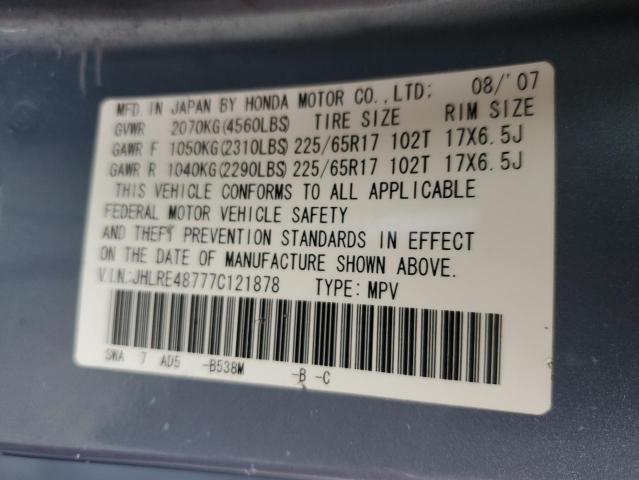 MFD. IN JAPAN BY HONDA MOTOR CO.,LTD: 08/'07
GVWR 2070KG(4560LBS) TIRE SIZE RIM SIZE
GAWR F 1050KG(2310LBS) 225/65R17 102T 17X6.5J
GAWR R 1040KG(2290LBS) 225/65R17 102T 17X6.5J
THIS VEHICLE CONFORMS TO ALL APPLICABLE
FEDERAL MOTOR VEHICLE SAFETY
AND THEFT PREVENTION STANDARDS IN EFFECT
ON THE DATE OF MANUFACTURE SHOWN ABOVE.
V.I.N.:JHLRE48777C121878 TYPE: MPV
SWA 7 AD5 -B538M -B -C